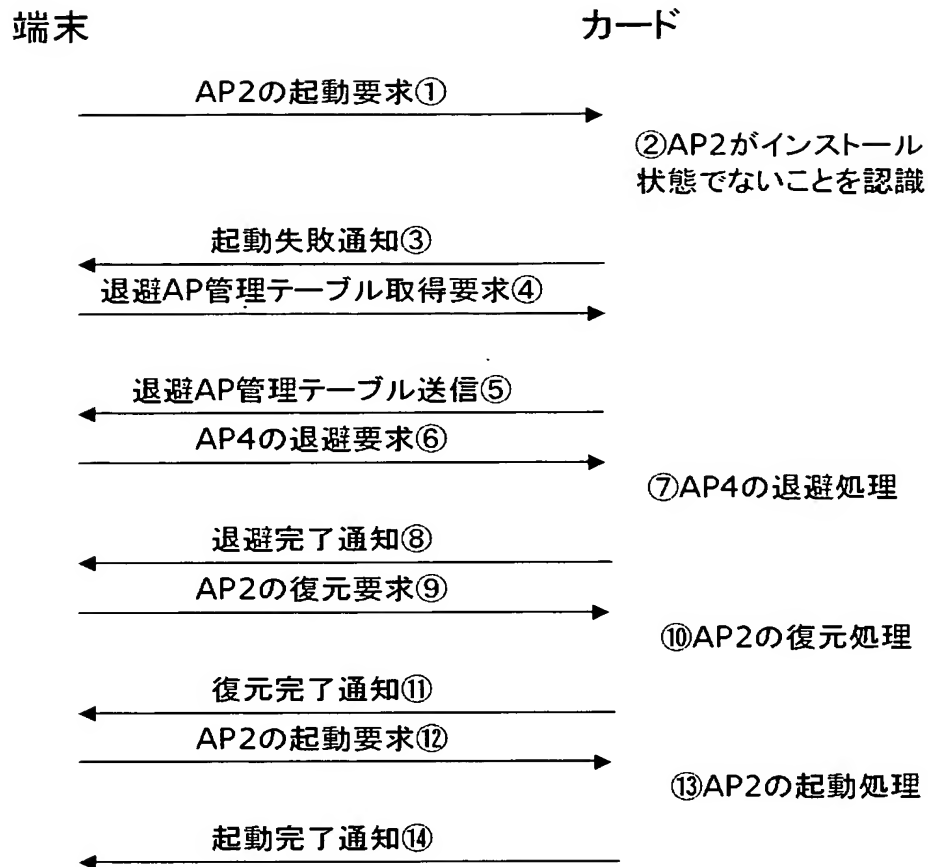 端末
カード
AP2の起動要求①
②AP2がインストール
状態でないことを認識
起動失敗通知③
退避AP管理テーブル取得要求④
退避AP管理テーブル送信⑤
AP4の退避要求⑥
⑦AP4の退避処理
退避完了通知⑧
AP2の復元要求⑨
⑩AP2の復元処理
復元完了通知⑪
AP2の起動要求⑫
⑬AP2の起動処理
起動完了通知⑭